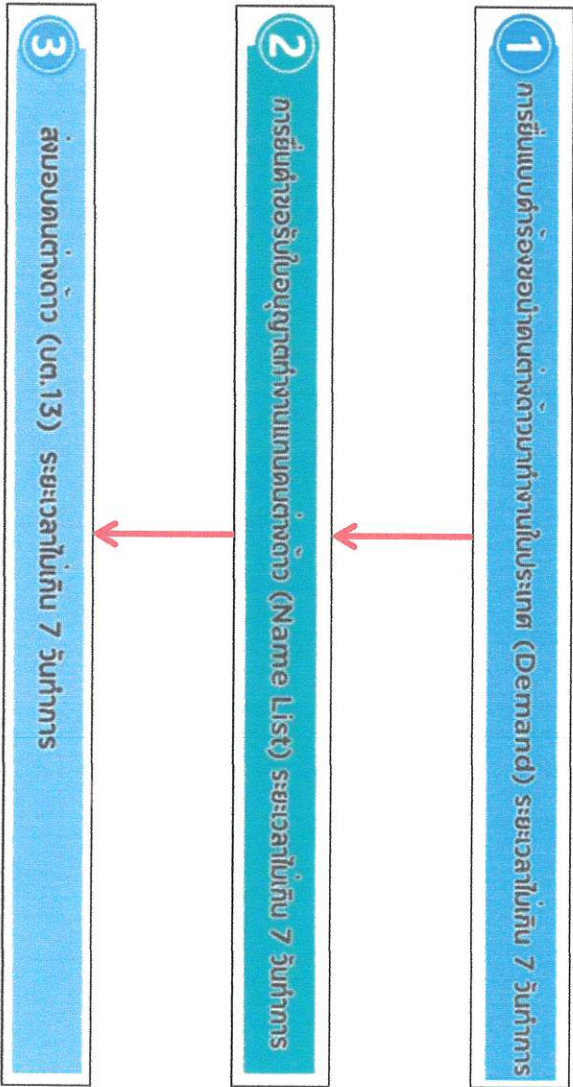 1 การยื่นแบบคำร้องขอนำคนต่างด้าวมาทำงานในประเทศ (Demand) ระยะเวลาไม่เกิน 7 วันทำการ
2 การยื่นคำขอรับใบอนุญาตทำงานแทนคนต่างด้าว (Name List) ระยะเวลาไม่เกิน 7 วันทำการ
3 ส่งมอบคนต่างด้าว (บต.13) ระยะเวลาไม่เกิน 7 วันทำการ